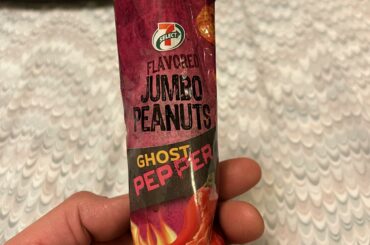 7
SELECT
FLAVORED
JUMBO
PEANUTS
GHOST
PEPPER